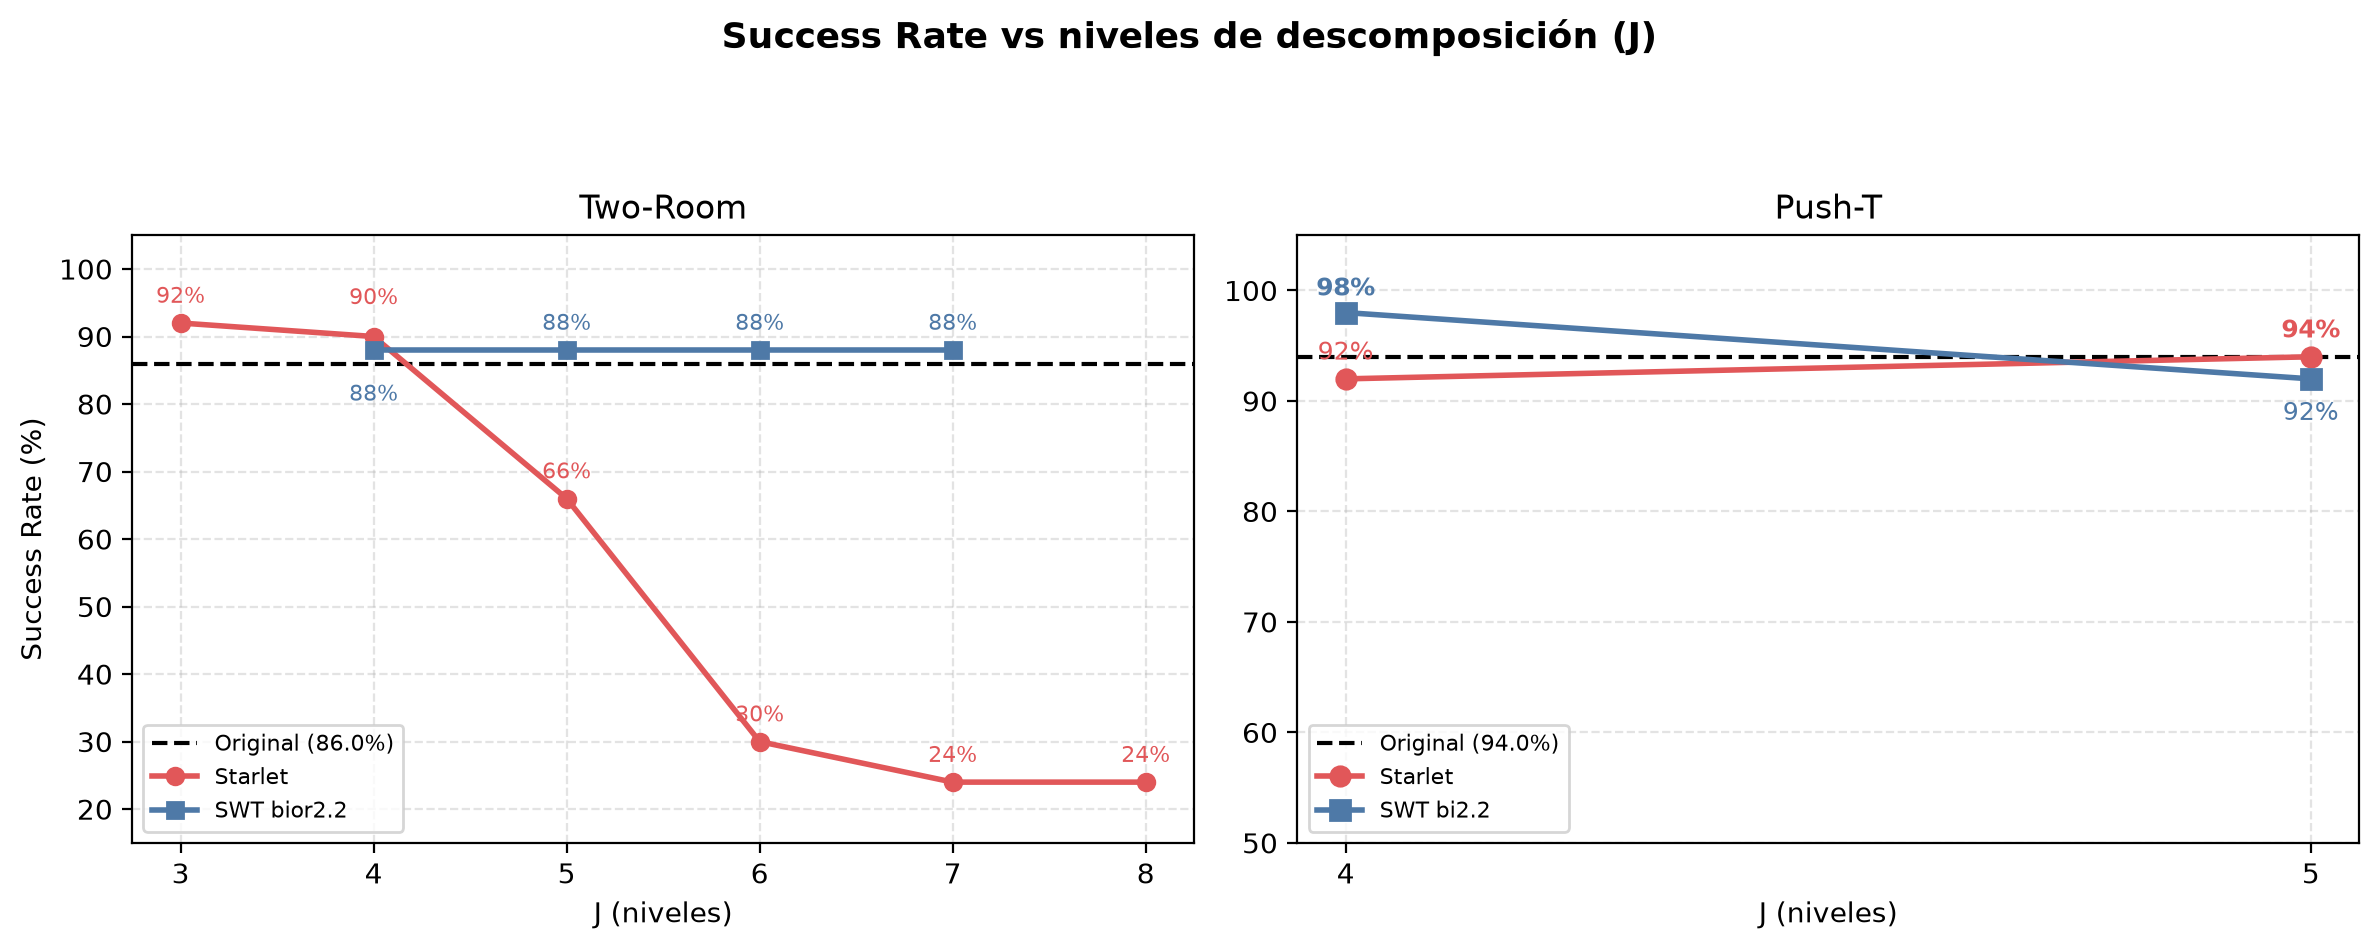 Success Rate vs niveles de descomposición (J)
Two-Room
Success Rate (%)
100
90
80
70
60
50
40
30
20
92%
90%
88%
88%
88%
88%
66%
30%
24%
24%
Original (86.0%)
Starlet
SWT bior2.2
3 4 5 6 7 8
J (niveles)
Push-T
100
90
80
70
60
50
98%
92%
94%
92%
Original (94.0%)
Starlet
SWT bi2.2
4 5
J (niveles)